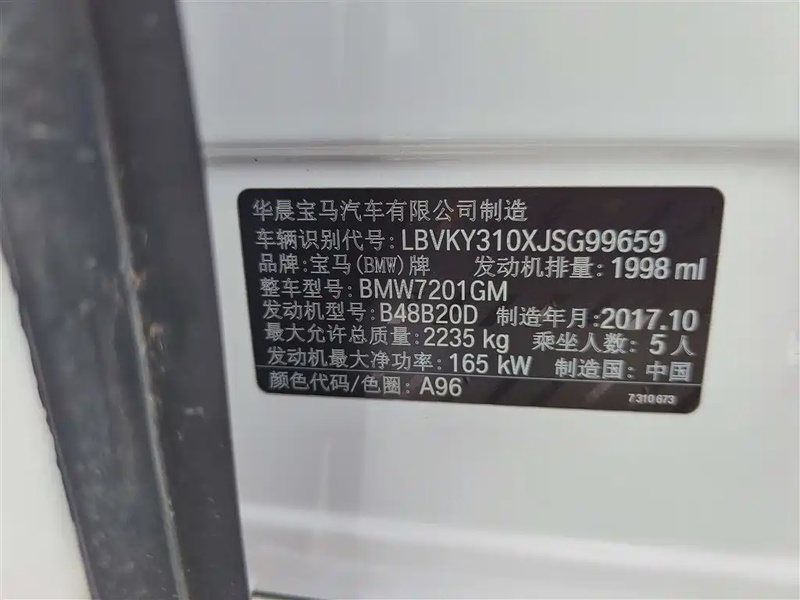 华晨宝马汽车有限公司制造
车辆识别代号: LBVKY310XJSG99659
品牌:宝马(BMW)牌 发动机排量: 1998 ml
整车型号: BMW7201GM
发动机型号: B48B20D 制造年月:2017.10
最大允许总质量: 2235 kg 乘坐人数: 5人
发动机最大净功率: 165 kW 制造国: 中国
颜色代码/色圈: A96
7 310 673